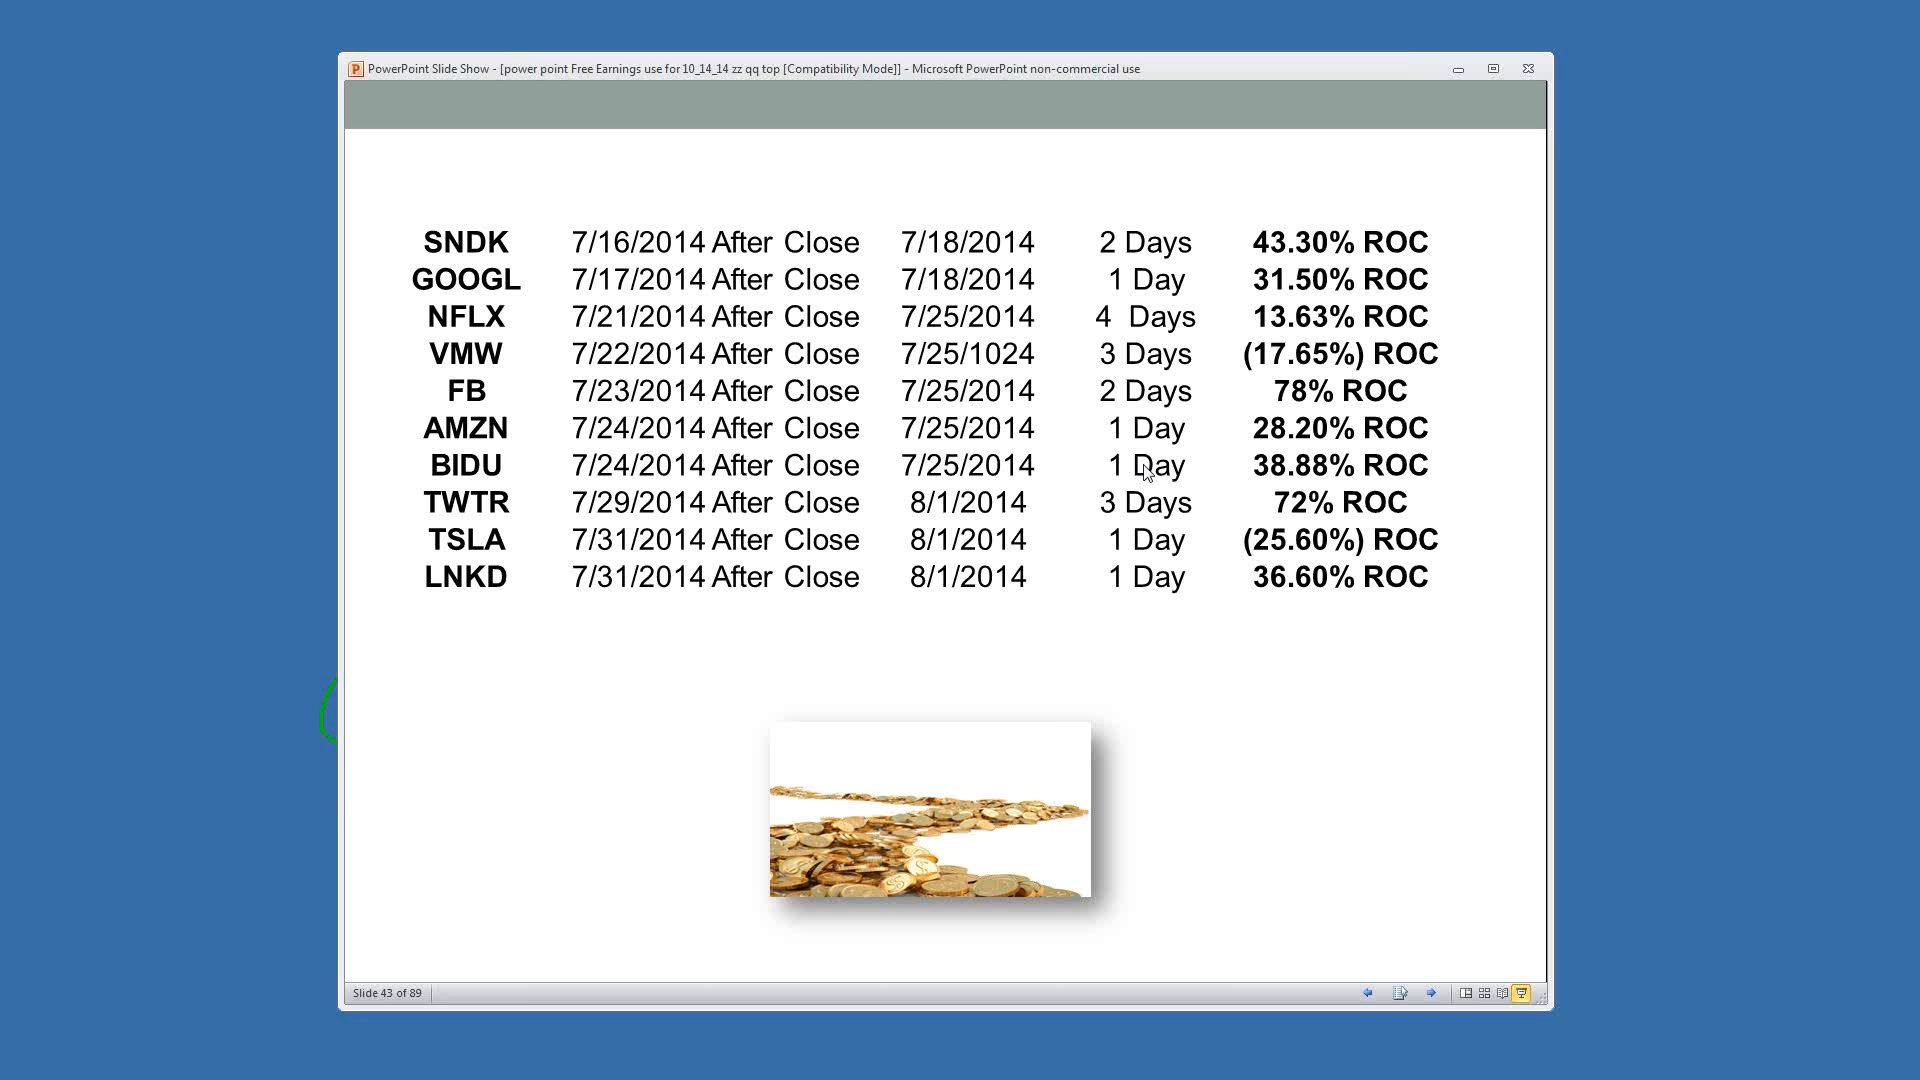 PowerPoint Slide Show - [power point Free Earnings use for 10_14_14 zz qq top [Compatibility Mode]] - Microsoft PowerPoint non-commercial use
SNDK 7/16/2014 After Close 7/18/2014 2 Days 43.30% ROC
GOOGL 7/17/2014 After Close 7/18/2014 1 Day 31.50% ROC
NFLX 7/21/2014 After Close 7/25/2014 4 Days 13.63% ROC
VMW 7/22/2014 After Close 7/25/1024 3 Days (17.65%) ROC
FB 7/23/2014 After Close 7/25/2014 2 Days 78% ROC
AMZN 7/24/2014 After Close 7/25/2014 1 Day 28.20% ROC
BIDU 7/24/2014 After Close 7/25/2014 1 Day 38.88% ROC
TWTR 7/29/2014 After Close 8/1/2014 3 Days 72% ROC
TSLA 7/31/2014 After Close 8/1/2014 1 Day (25.60%) ROC
LNKD 7/31/2014 After Close 8/1/2014 1 Day 36.60% ROC
Slide 43 of 89